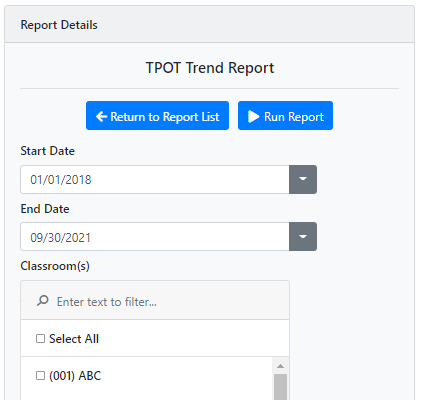 Report Details
TPOT Trend Report
Return to Report List
Run Report
Start Date
01/01/2018
End Date
09/30/2021
Classroom(s)
Enter text to filter...
Select All
(001) ABC